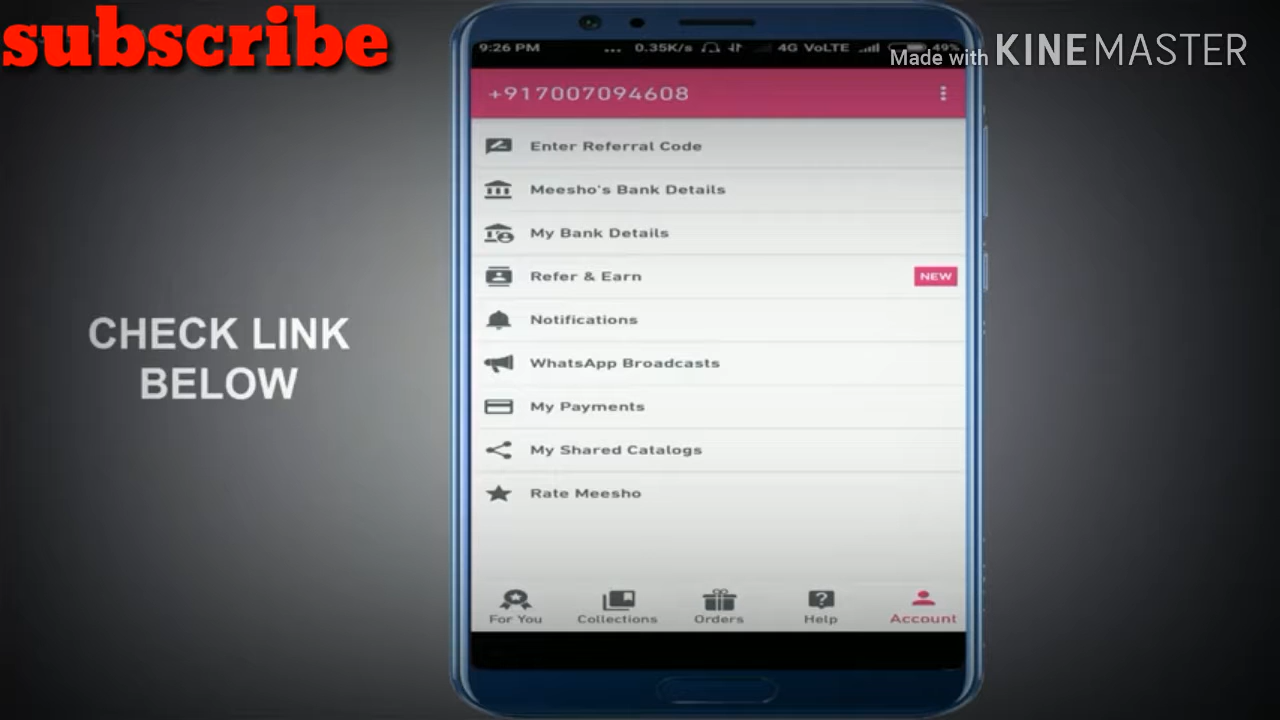 subscribe
Made with KINEMASTER
9:26 PM ... 0.35K/s 4G VoLTE 49%
+917007094608
Enter Referral Code
Meesho's Bank Details
My Bank Details
Refer & Earn NEW
Notifications
WhatsApp Broadcasts
My Payments
My Shared Catalogs
Rate Meesho
For You Collections Orders Help Account
CHECK LINK
BELOW